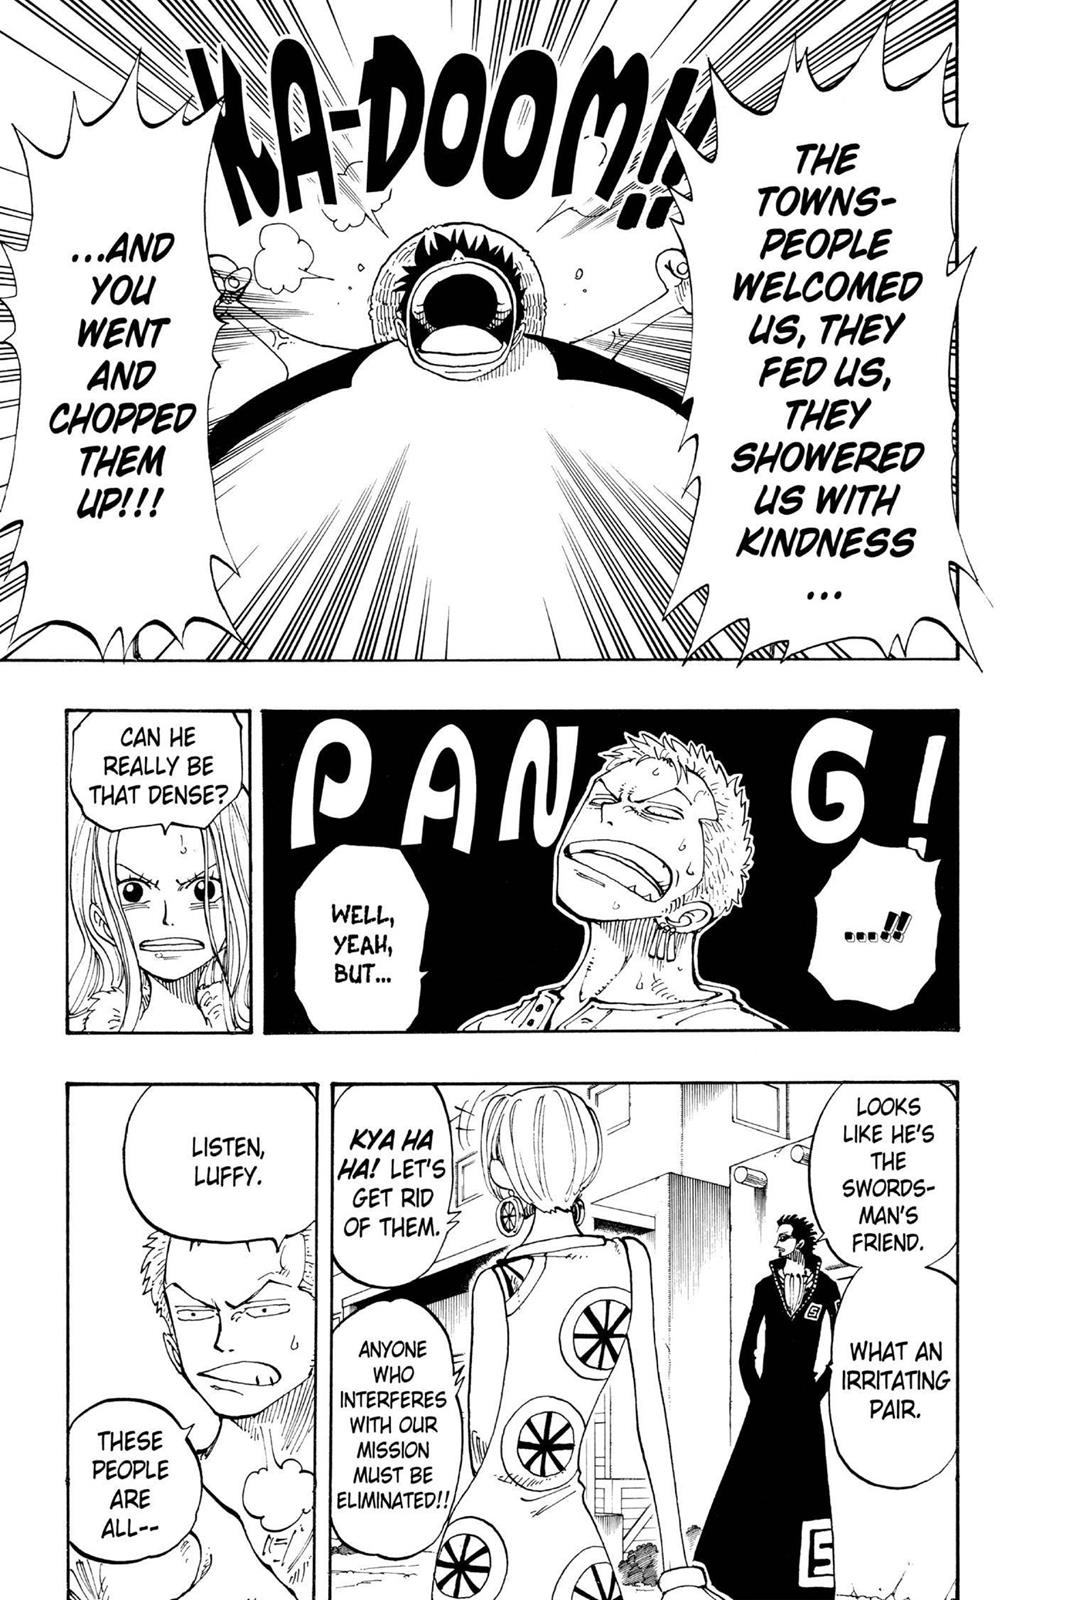 KA-DOOM!!
THE
TOWNS-
PEOPLE
WELCOMED
US, THEY
FED US,
THEY
SHOWERED
US WITH
KINDNESS
...
...AND
YOU
WENT
AND
CHOPPED
THEM
UP!!!
PANG!
....!!
WELL,
YEAH,
BUT...
CAN HE
REALLY BE
THAT DENSE?
LOOKS
LIKE HE'S
THE
SWORDS-
MAN'S
FRIEND.
WHAT AN
IRRITATING
PAIR.
KYA HA
HA! LET'S
GET RID
OF THEM.
ANYONE
WHO
INTERFERES
WITH OUR
MISSION
MUST BE
ELIMINATED!!
5
5
LISTEN,
LUFFY.
THESE
PEOPLE
ARE
ALL--